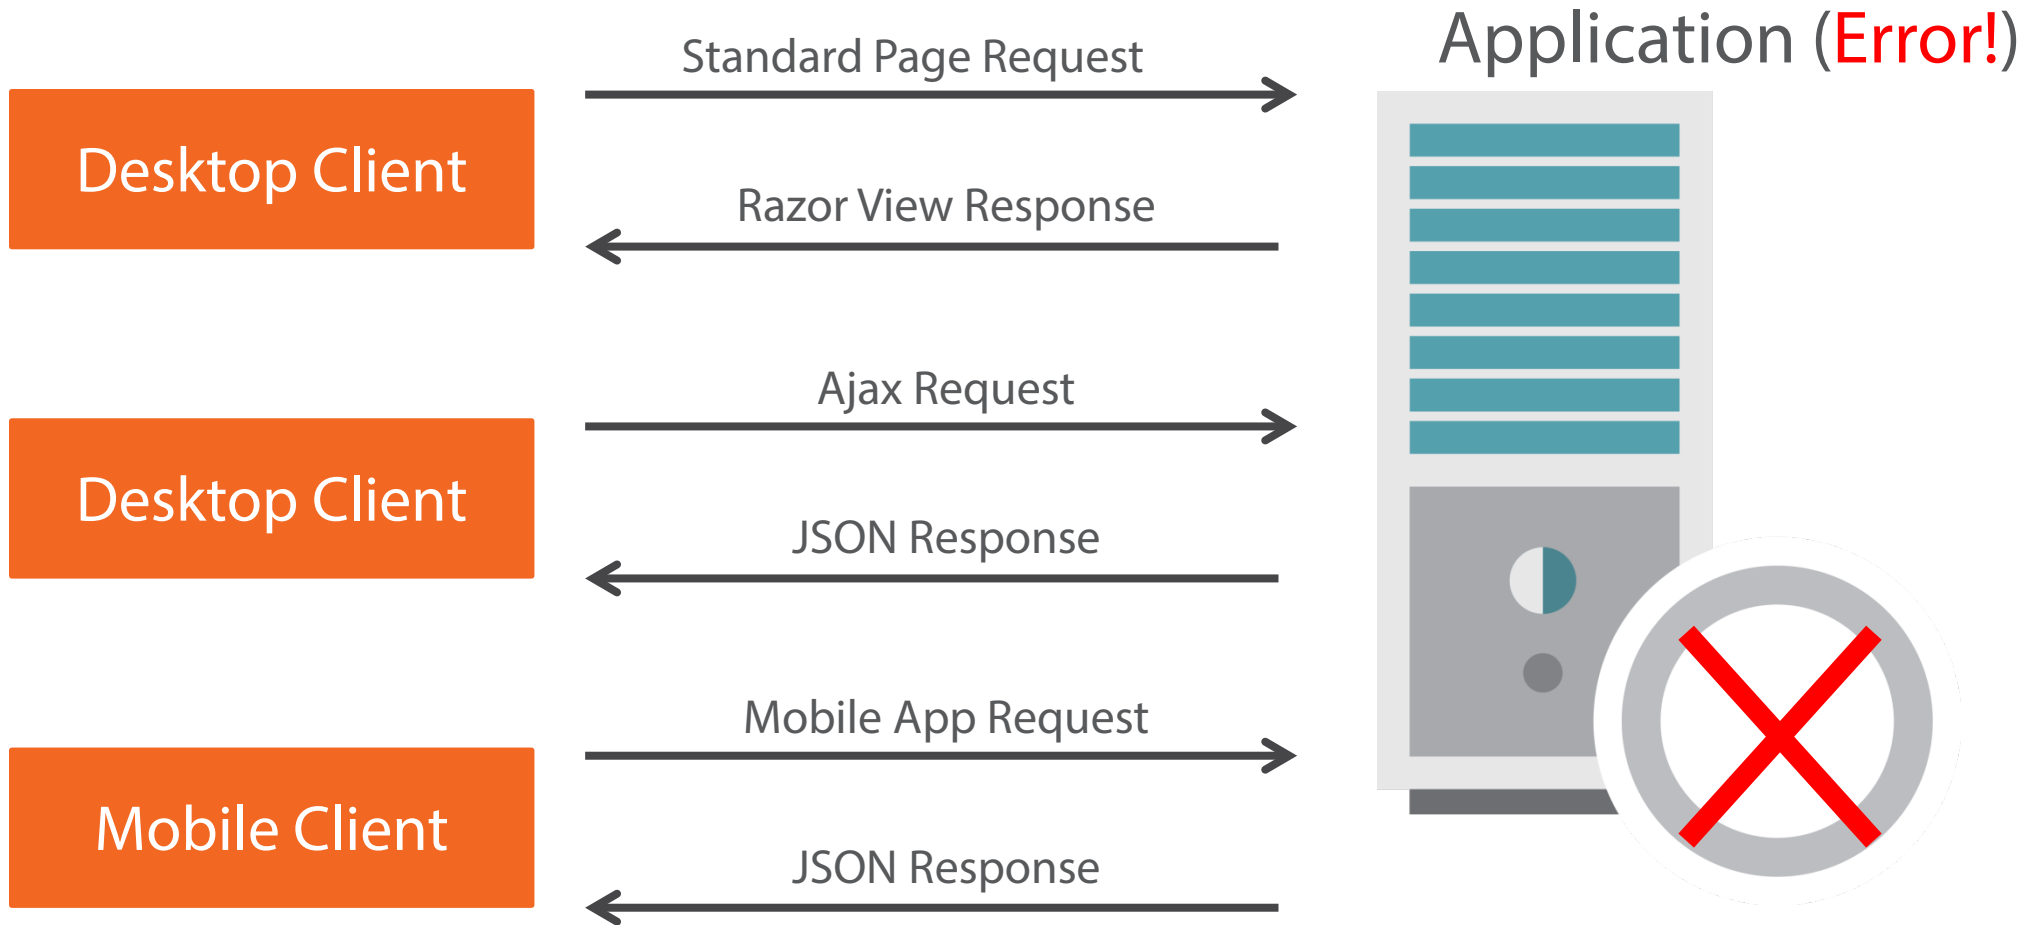 Application (Error!)
Standard Page Request
Desktop Client
Razor View Response
Ajax Request
Desktop Client
JSON Response
Mobile App Request
Mobile Client
JSON Response